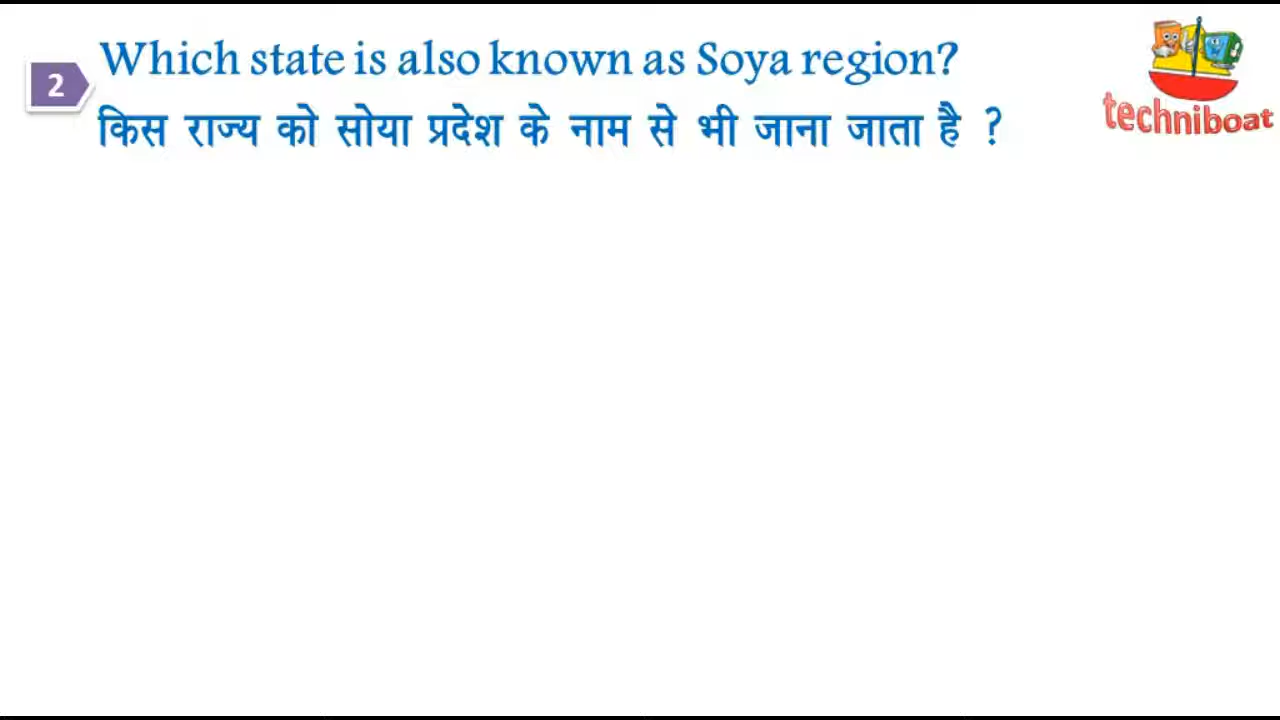 2
Which state is also known as Soya region?
किस राज्य को सोया प्रदेश के नाम से भी जाना जाता है ?
techniboat